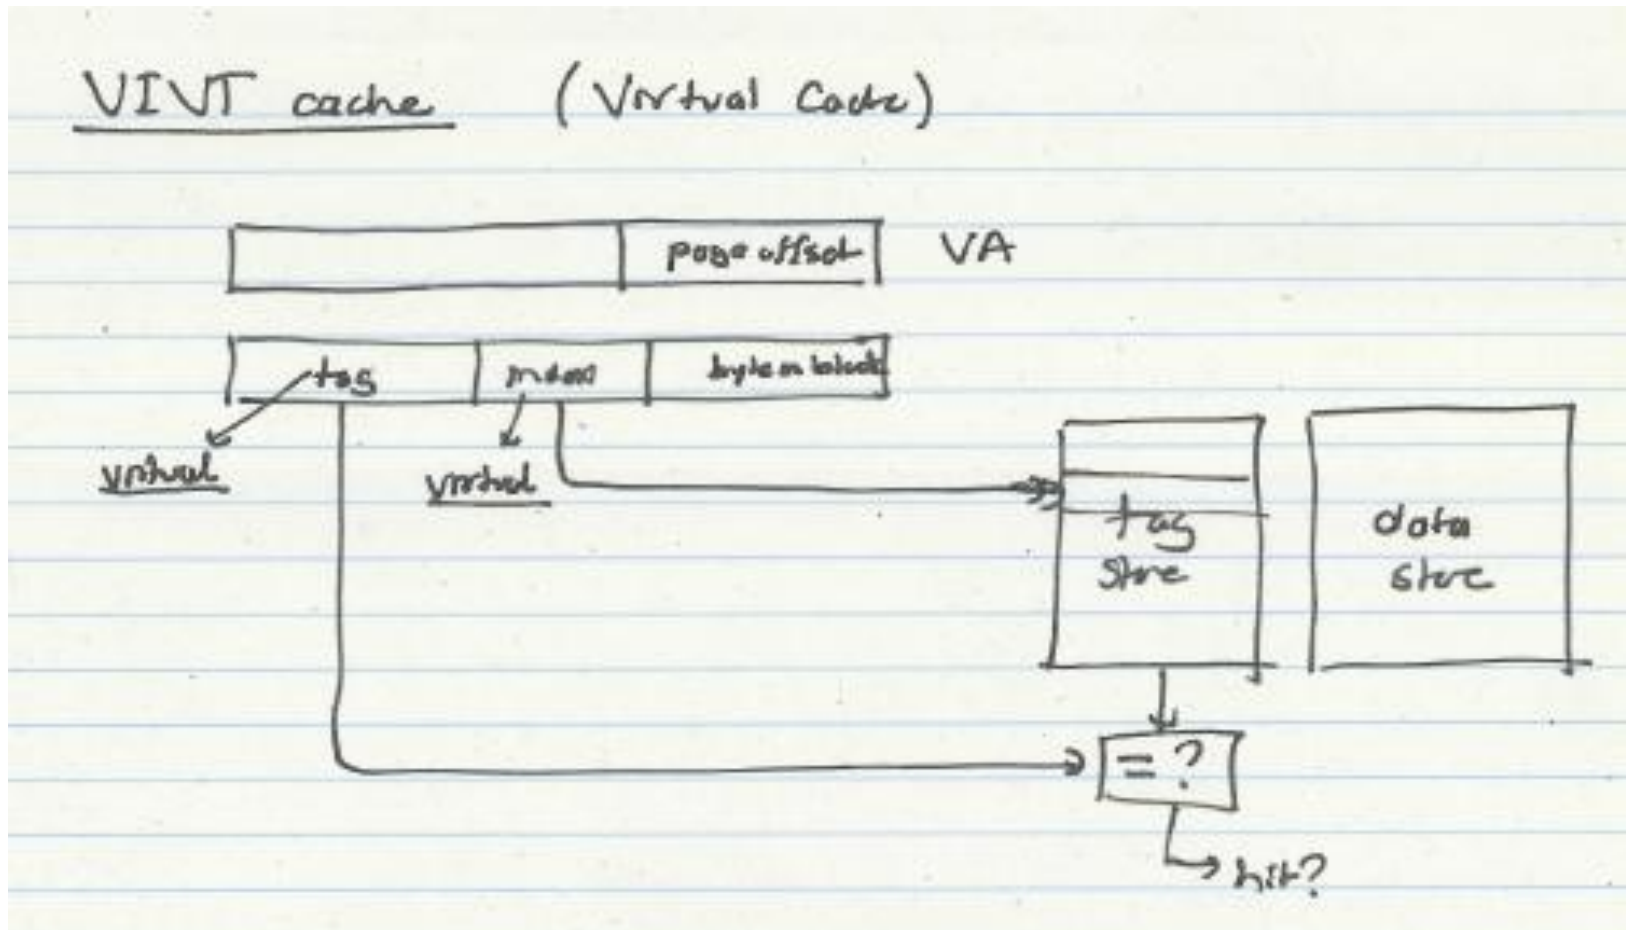 VIVT cache (Virtual Cache)
page offset VA
tag index byte in block
virtual virtual
tag store
data store
= ?
hit?